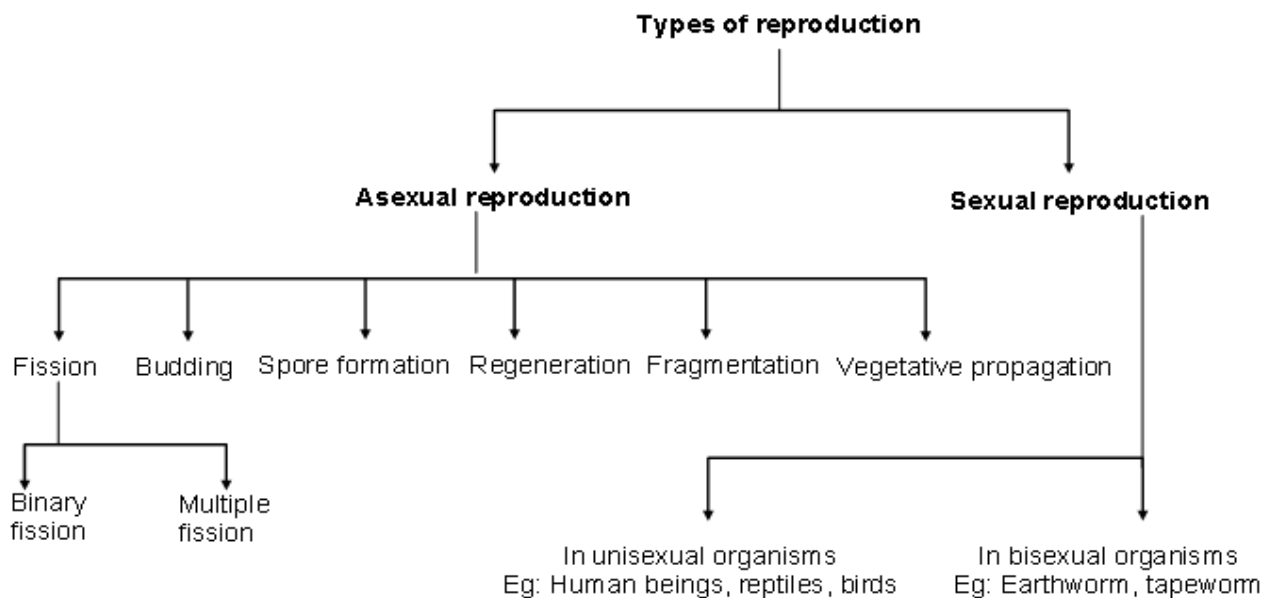 Types of reproduction
Asexual reproduction
Sexual reproduction
Fission
Budding
Spore formation
Regeneration
Fragmentation
Vegetative propagation
Binary
fission
Multiple
fission
In unisexual organisms
Eg: Human beings, reptiles, birds
In bisexual organisms
Eg: Earthworm, tapeworm